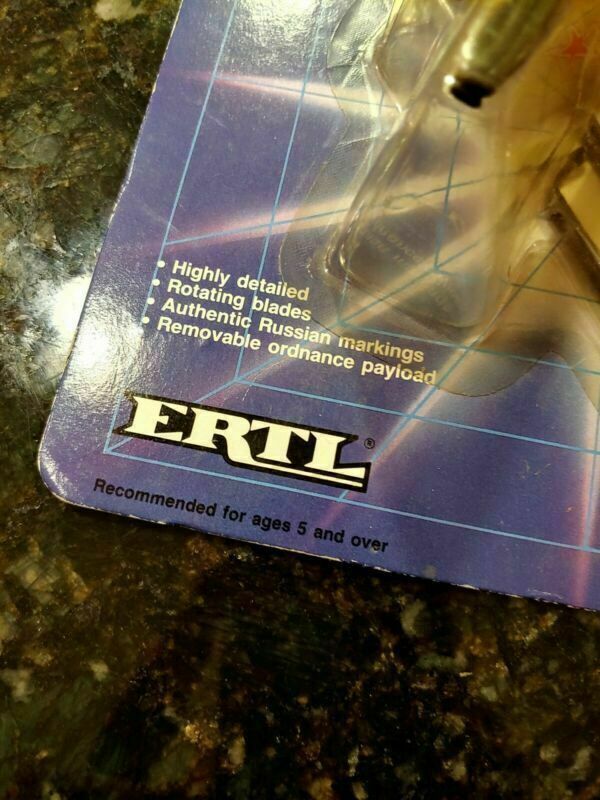 • Highly detailed
• Rotating blades
• Authentic Russian markings
• Removable ordnance payload
ERTL®
Recommended for ages 5 and over